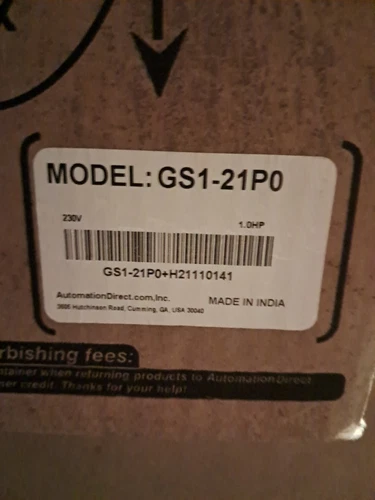 MODEL: GS1-21P0
230V
1.0HP
GS1-21P0+H21110141
AutomationDirect.com,Inc.
MADE IN INDIA
3505 Hutchinson Road, Cumming, GA, USA 30040
rbishing fees:
tainer when returning products to AutomationDirect
ner credit. Thanks for your help!